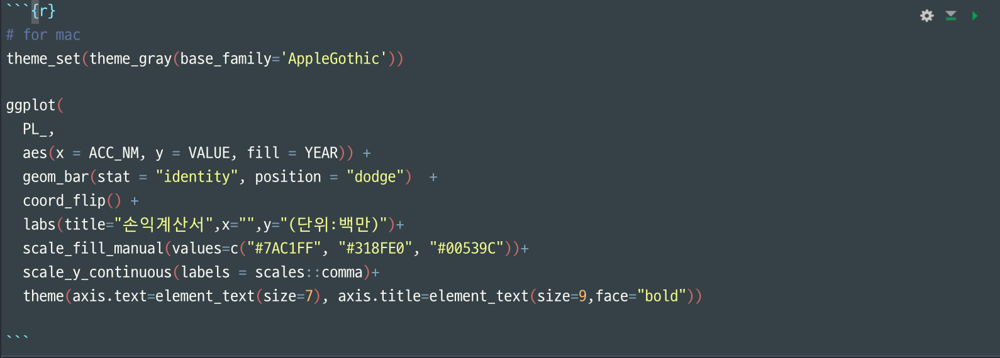 ```{r}
# for mac
theme_set(theme_gray(base_family='AppleGothic'))
ggplot(
PL_,
aes(x = ACC_NM, y = VALUE, fill = YEAR)) +
geom_bar(stat = "identity", position = "dodge")  +
coord_flip() +
labs(title="손익계산서",x="",y="(단위:백만)")+
scale_fill_manual(values=c("#7AC1FF", "#318FE0", "#00539C"))+
scale_y_continuous(labels = scales::comma)+
theme(axis.text=element_text(size=7), axis.title=element_text(size=9,face="bold"))
```